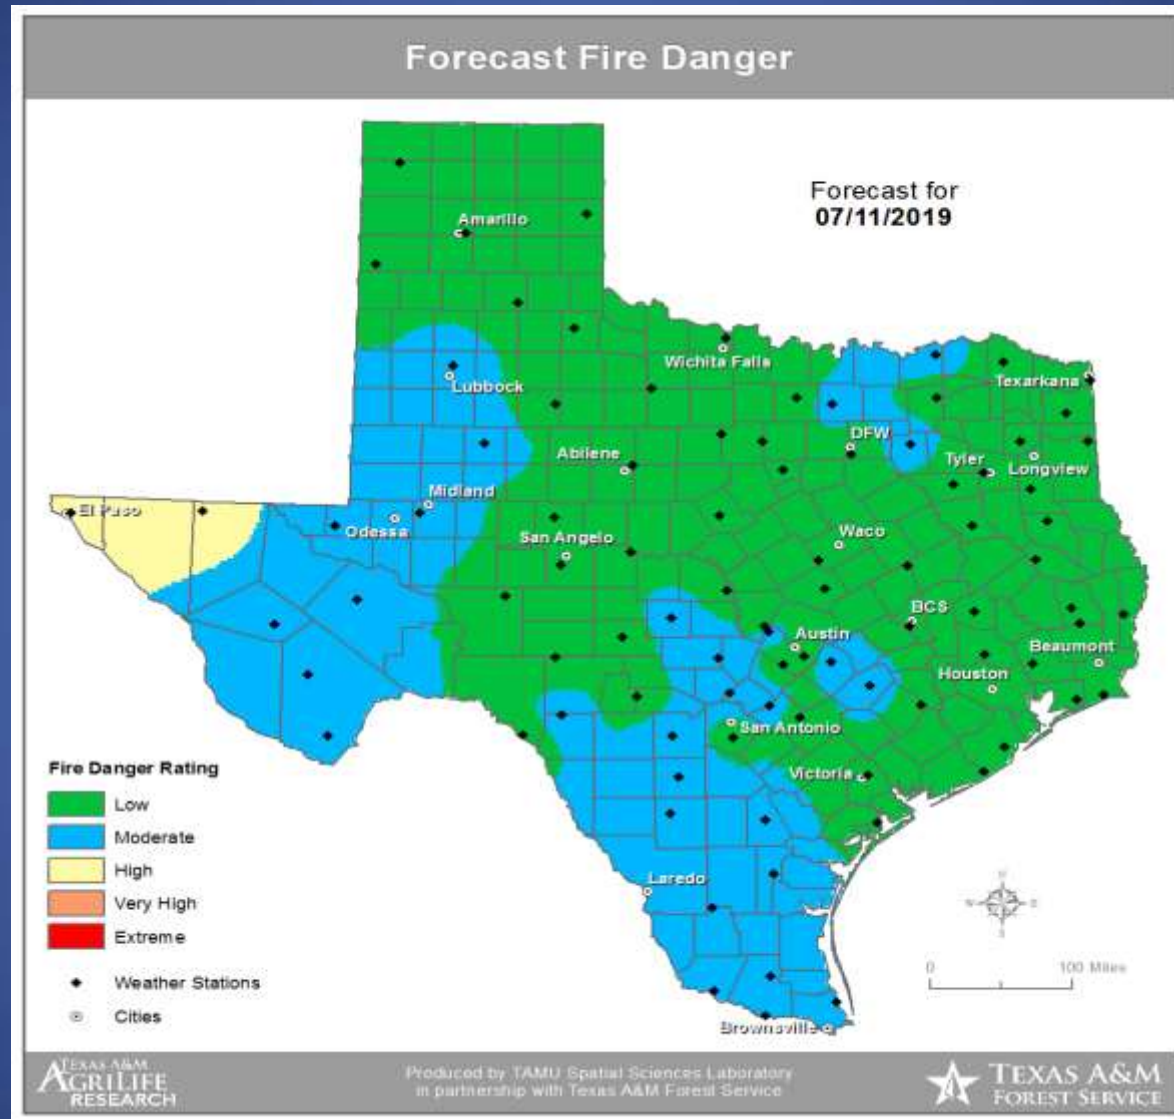 Forecast Fire Danger
Forecast for
07/11/2019
Amarillo
Wichita Falls
Texarkana
Lubbock
DFW
Abilene
Tyler
Longview
Midland
El Paso
Odessa
San Angelo
Waco
BCS
Austin
Beaumont
Houston
San Antonio
Victoria
Fire Danger Rating
Low
Moderate
High
Very High
Extreme
Laredo
N
W
E
S
0
100 Miles
Weather Stations
Cities
Brownsville
TEXAS A&M
AGRILIFE
RESEARCH
Produced by TAMU Spatial Sciences Laboratory
in partnership with Texas A&M Forest Service
TEXAS A&M
FOREST SERVICE